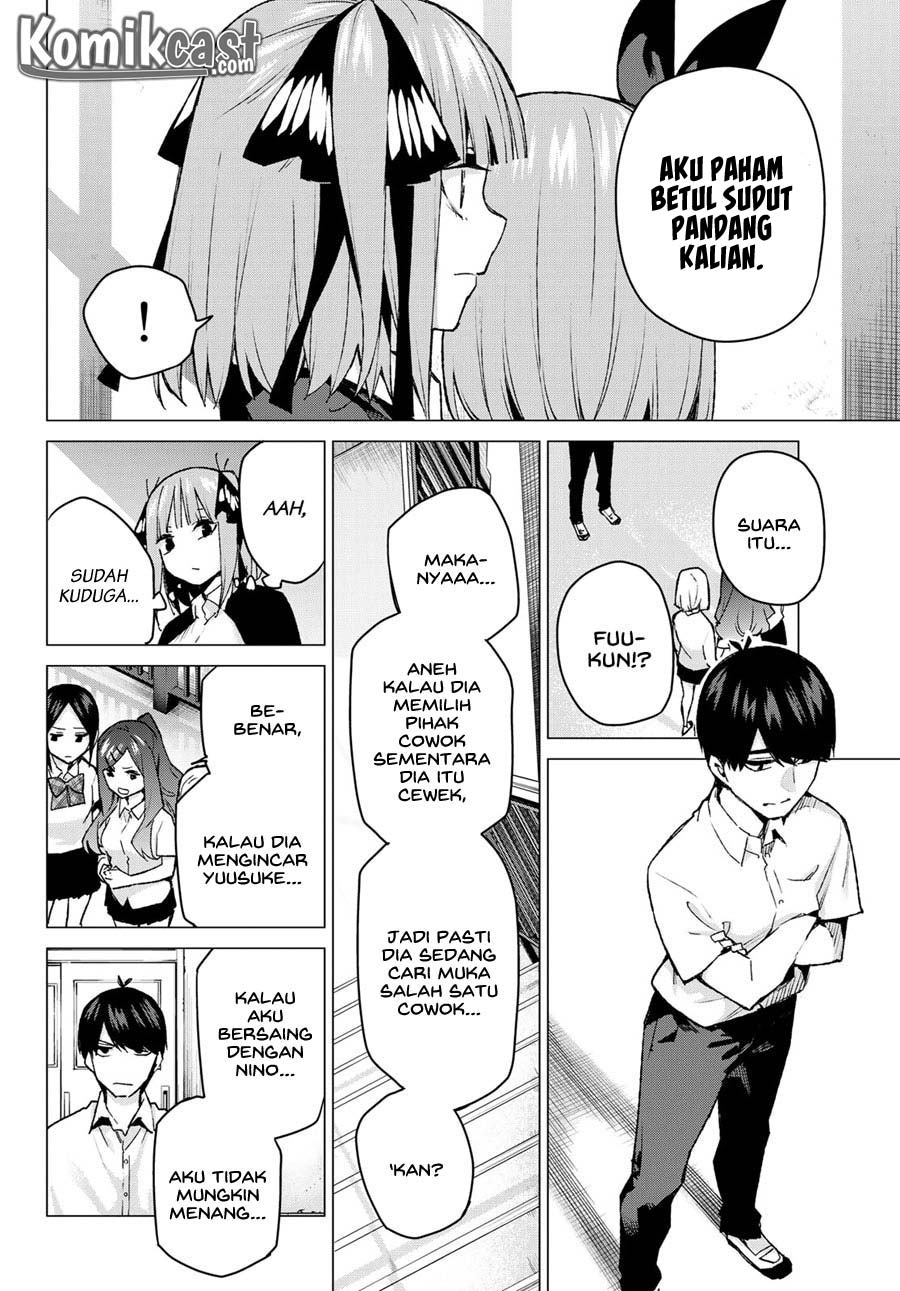 Komikcast
.com
AKU PAHAM
BETUL SUDUT
PANDANG
KALIAN.
!
SUARA
ITU...
FUU-
KUN!?
MAKA-
NYAAA...
ANEH
KALAU DIA
MEMILIH
PIHAK
COWOK
SEMENTARA
DIA ITU
CEWEK,
JADI PASTI
DIA SEDANG
CARI MUKA
SALAH SATU
COWOK...
'KAN?
AAH,
SUDAH
KUDUGA...
BE-
BENAR,
KALAU DIA
MENGINCAR
YUUSUKE...
KALAU
AKU
BERSAING
DENGAN
NINO...
AKU TIDAK
MUNGKIN
MENANG...